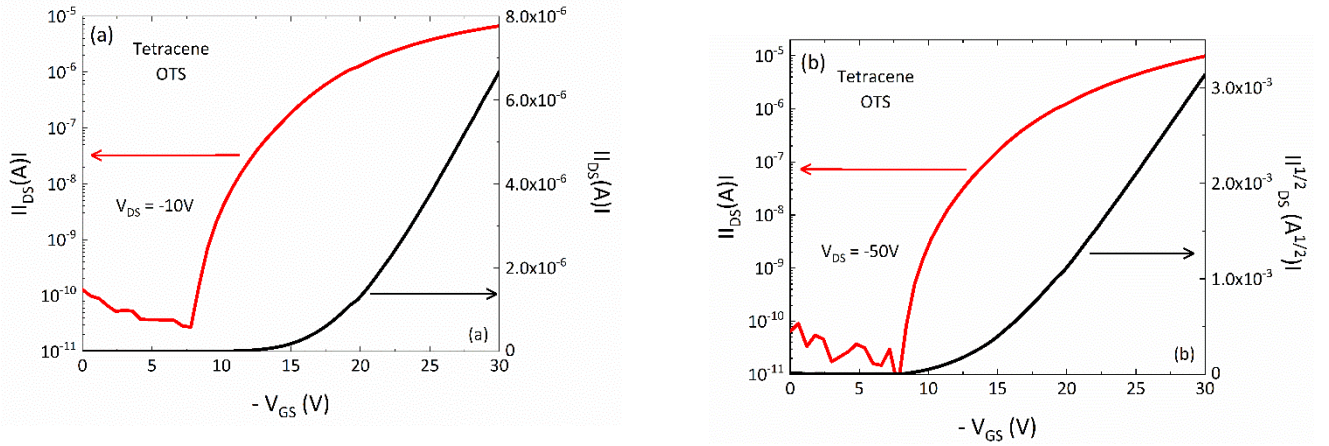 (a)
Tetracene
OTS
V_DS = -10V
10^-5
10^-6
10^-7
10^-8
10^-9
10^-10
10^-11
II_DS(A)I
8.0x10^-6
6.0x10^-6
4.0x10^-6
2.0x10^-6
0
II_DS(A)I
(a)
0 5 10 15 20 25 30
- V_GS (V)
(b)
Tetracene
OTS
V_DS = -50V
10^-5
10^-6
10^-7
10^-8
10^-9
10^-10
10^-11
II_DS(A)I
3.0x10^-3
2.0x10^-3
1.0x10^-3
0
II^1/2_DS (A^1/2)I
(b)
0 5 10 15 20 25 30
- V_GS (V)